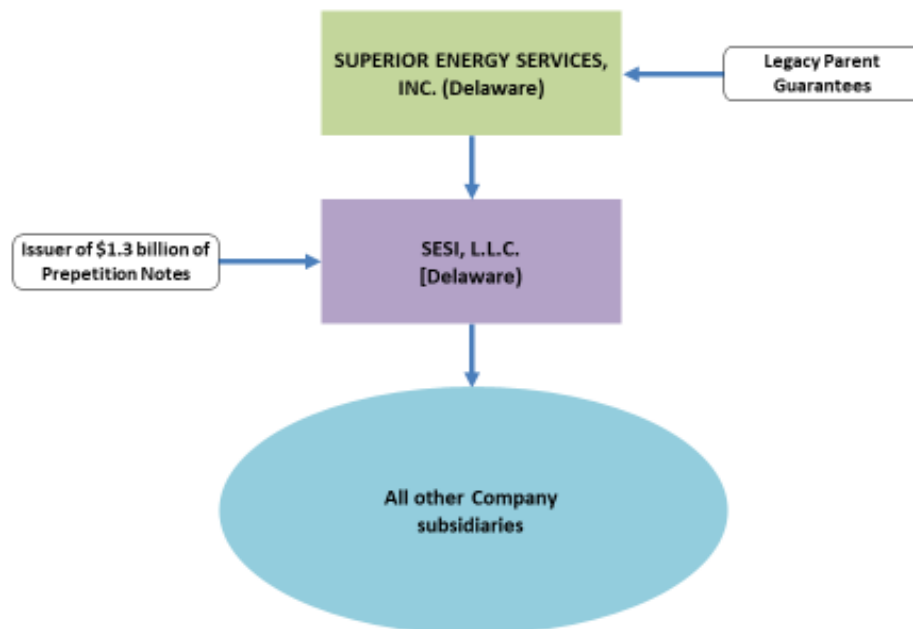 SUPERIOR ENERGY SERVICES,
INC. (Delaware)
Legacy Parent
Guarantees
Issuer of $1.3 billion of
Prepetition Notes
SESI, L.L.C.
[Delaware)
All other Company
subsidiaries